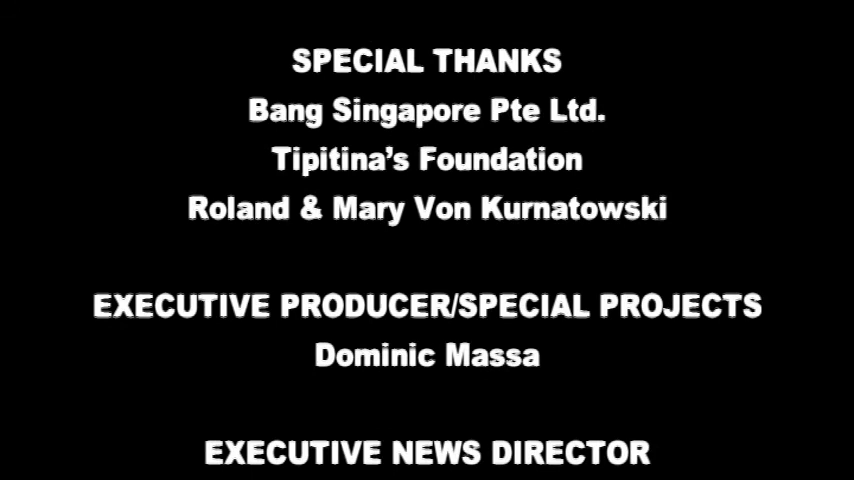 SPECIAL THANKS
Bang Singapore Pte Ltd.
Tipitina’s Foundation
Roland & Mary Von Kurnatowski
EXECUTIVE PRODUCER/SPECIAL PROJECTS
Dominic Massa
EXECUTIVE NEWS DIRECTOR